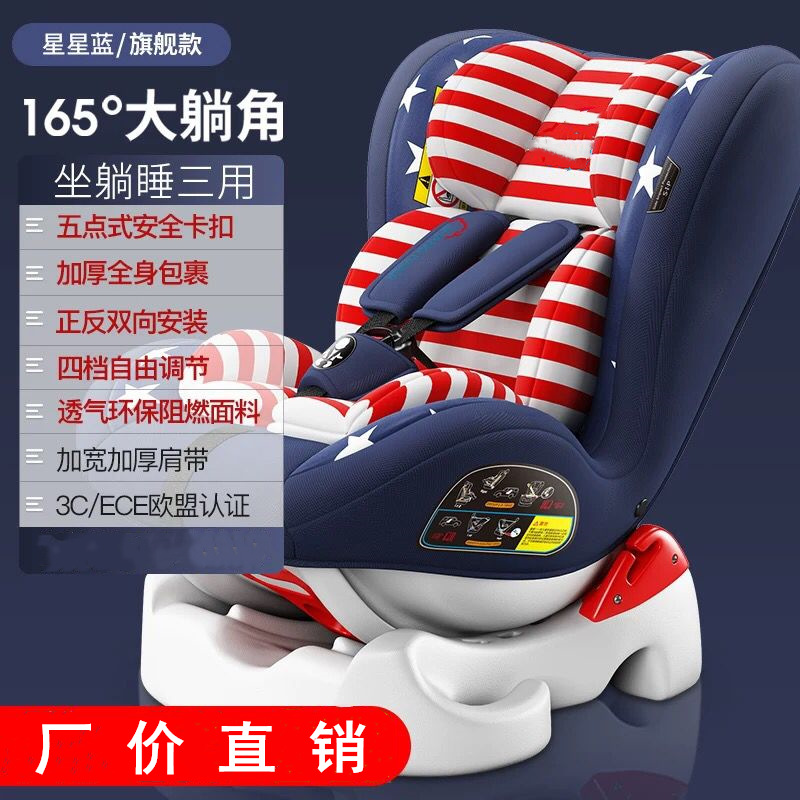 星星蓝/旗舰款
165°大躺角
坐躺睡三用
五点式安全卡扣
加厚全身包裹
正反双向安装
四档自由调节
透气环保阻燃面料
加宽加厚肩带
3C/ECE欧盟认证
SIP
厂价直销